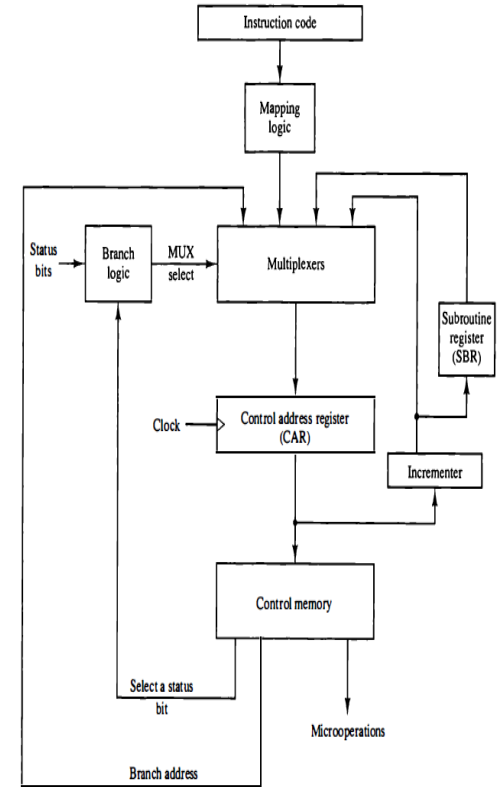 Instruction code
Mapping
logic
Status
bits
Branch
logic
MUX
select
Multiplexers
Subroutine
register
(SBR)
Clock
Control address register
(CAR)
Incrementer
Control memory
Select a status
bit
Microoperations
Branch address